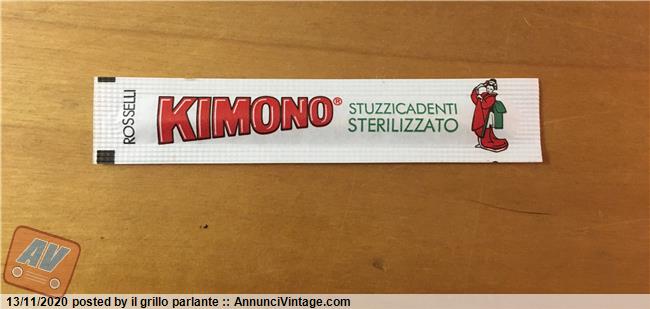 ROSSELLI
KIMONO®
STUZZICADENTI
STERILIZZATO
AV
13/11/2020 posted by il grillo parlante :: AnnunciVintage.com